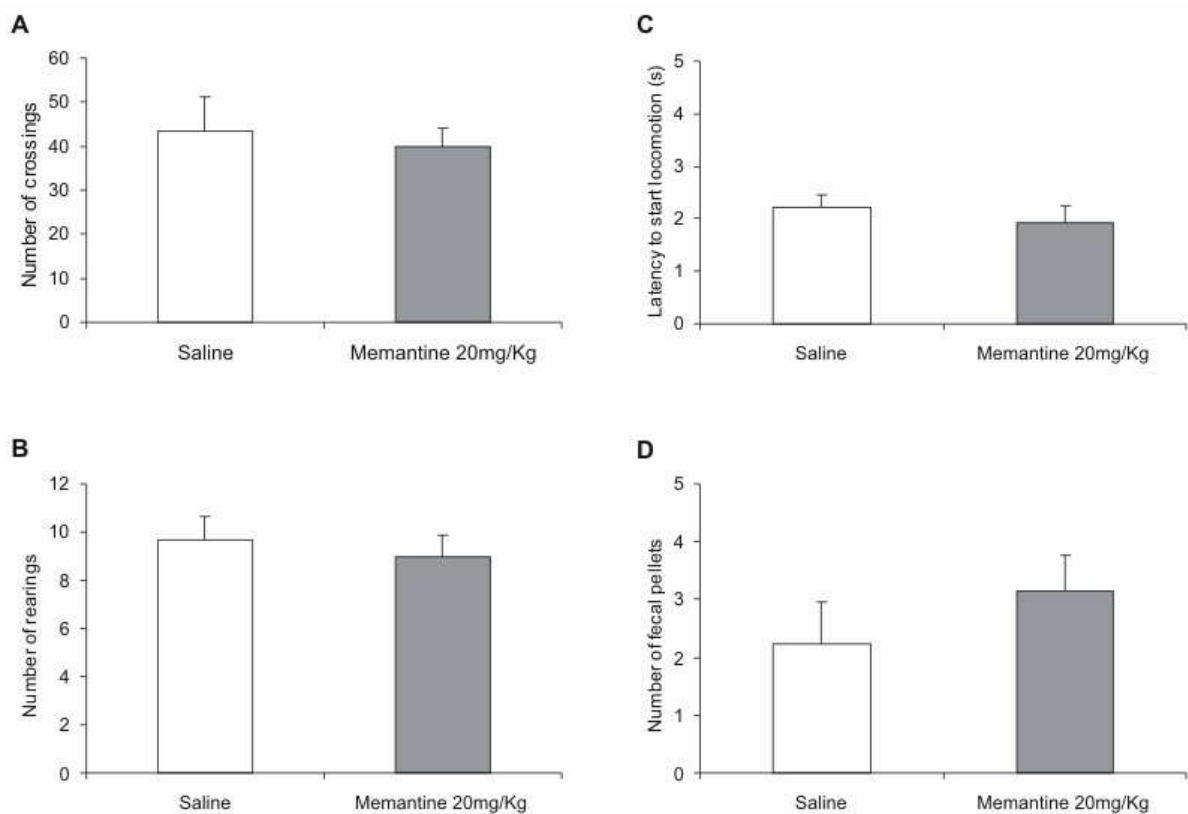 A
Number of crossings
60
50
40
30
20
10
0
Saline
Memantine 20mg/Kg
B
Number of rearings
12
10
8
6
4
2
0
Saline
Memantine 20mg/Kg
C
Latency to start locomotion (s)
5
4
3
2
1
0
Saline
Memantine 20mg/Kg
D
Number of fecal pellets
5
4
3
2
1
0
Saline
Memantine 20mg/Kg